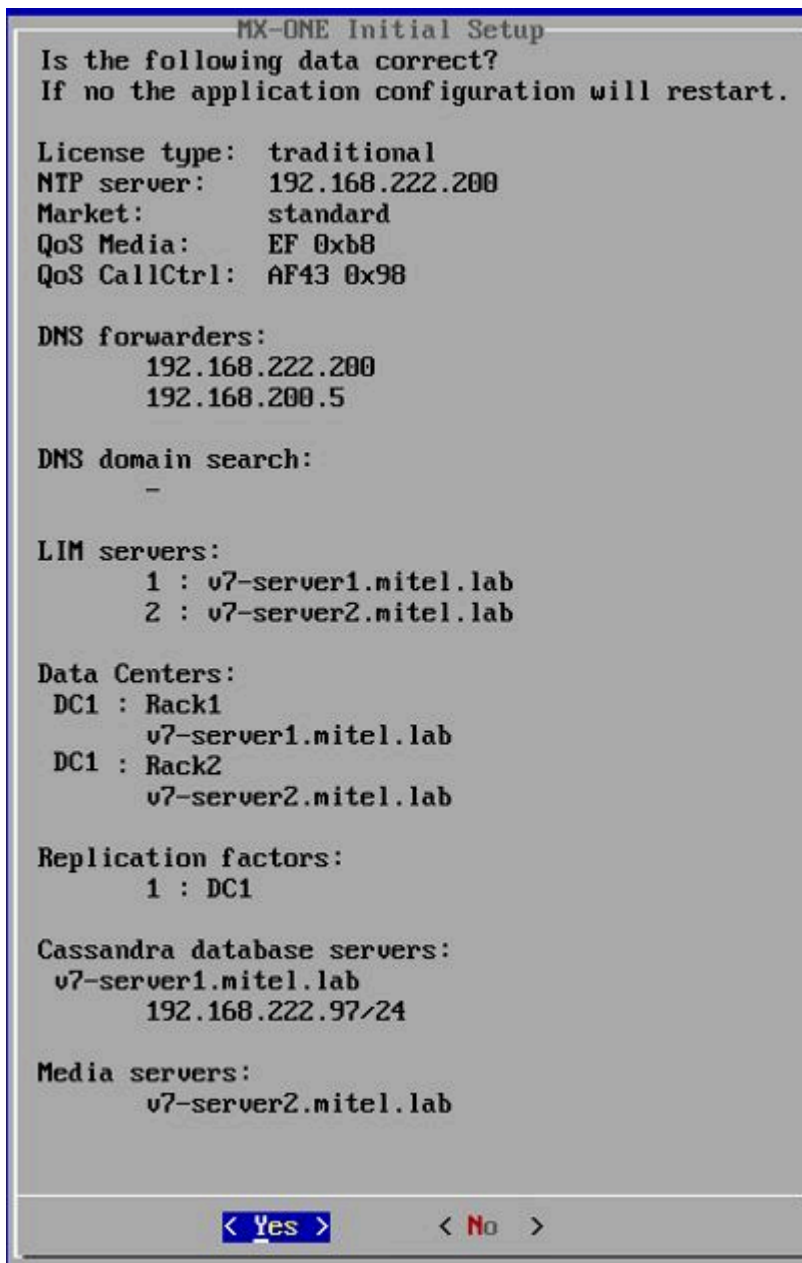 MX-ONE Initial Setup
Is the following data correct?
If no the application configuration will restart.
License type: traditional
NTP server: 192.168.222.200
Market: standard
QoS Media: EF 0xb8
QoS CallCtrl: AF43 0x98
DNS forwarders:
192.168.222.200
192.168.200.5
DNS domain search:
-
LIM servers:
1 : v7-server1.mitel.lab
2 : v7-server2.mitel.lab
Data Centers:
DC1 : Rack1
v7-server1.mitel.lab
DC1 : Rack2
v7-server2.mitel.lab
Replication factors:
1 : DC1
Cassandra database servers:
v7-server1.mitel.lab
192.168.222.97/24
Media servers:
v7-server2.mitel.lab
< Yes > < No >